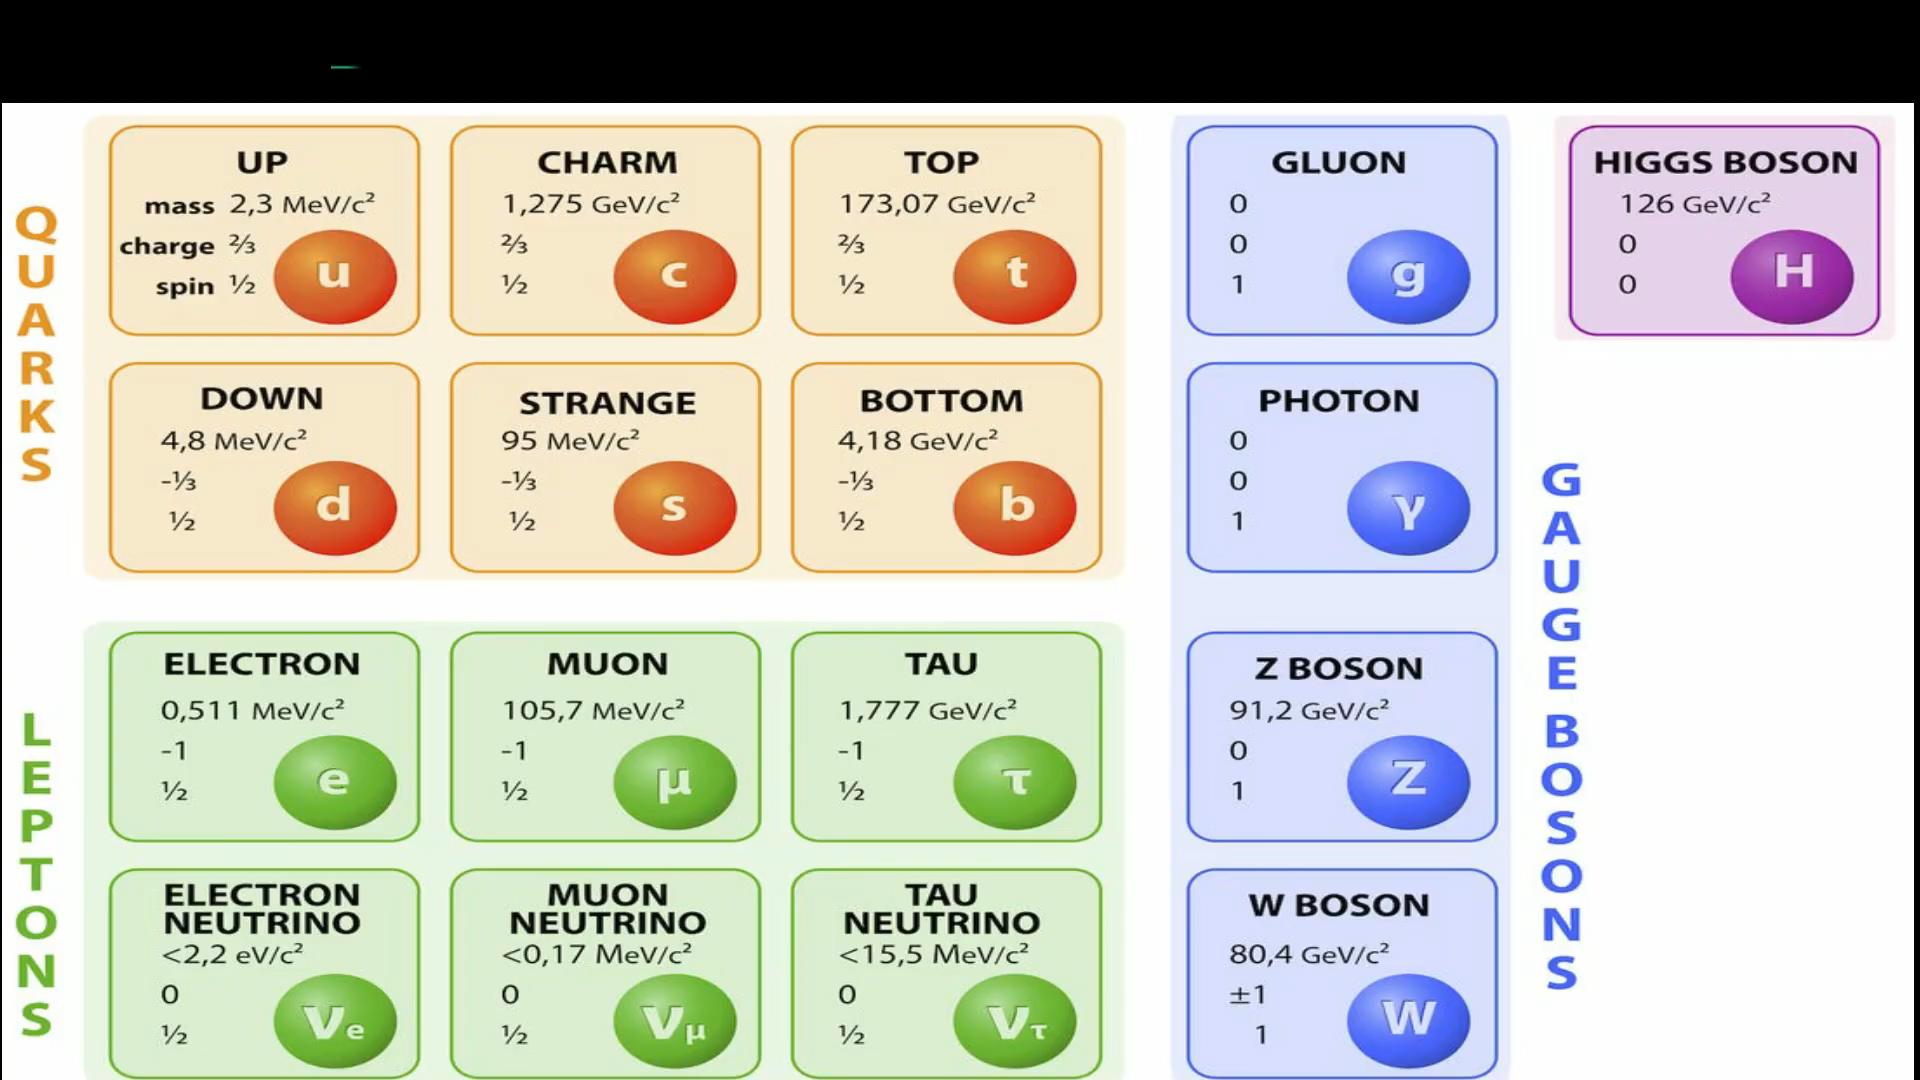 QUARKS
UP
mass 2,3 MeV/c²
charge ⅔
spin ½
u
CHARM
1,275 GeV/c²
⅔
½
c
TOP
173,07 GeV/c²
⅔
½
t
DOWN
4,8 MeV/c²
-⅓
½
d
STRANGE
95 MeV/c²
-⅓
½
s
BOTTOM
4,18 GeV/c²
-⅓
½
b
LEPTONS
ELECTRON
0,511 MeV/c²
-1
½
e
MUON
105,7 MeV/c²
-1
½
μ
TAU
1,777 GeV/c²
-1
½
τ
ELECTRON
NEUTRINO
<2,2 eV/c²
0
½
νe
MUON
NEUTRINO
<0,17 MeV/c²
0
½
νμ
TAU
NEUTRINO
<15,5 MeV/c²
0
½
ντ
GLUON
0
0
1
g
PHOTON
0
0
1
γ
Z BOSON
91,2 GeV/c²
0
1
Z
W BOSON
80,4 GeV/c²
±1
1
W
GAUGE BOSONS
HIGGS BOSON
126 GeV/c²
0
0
H